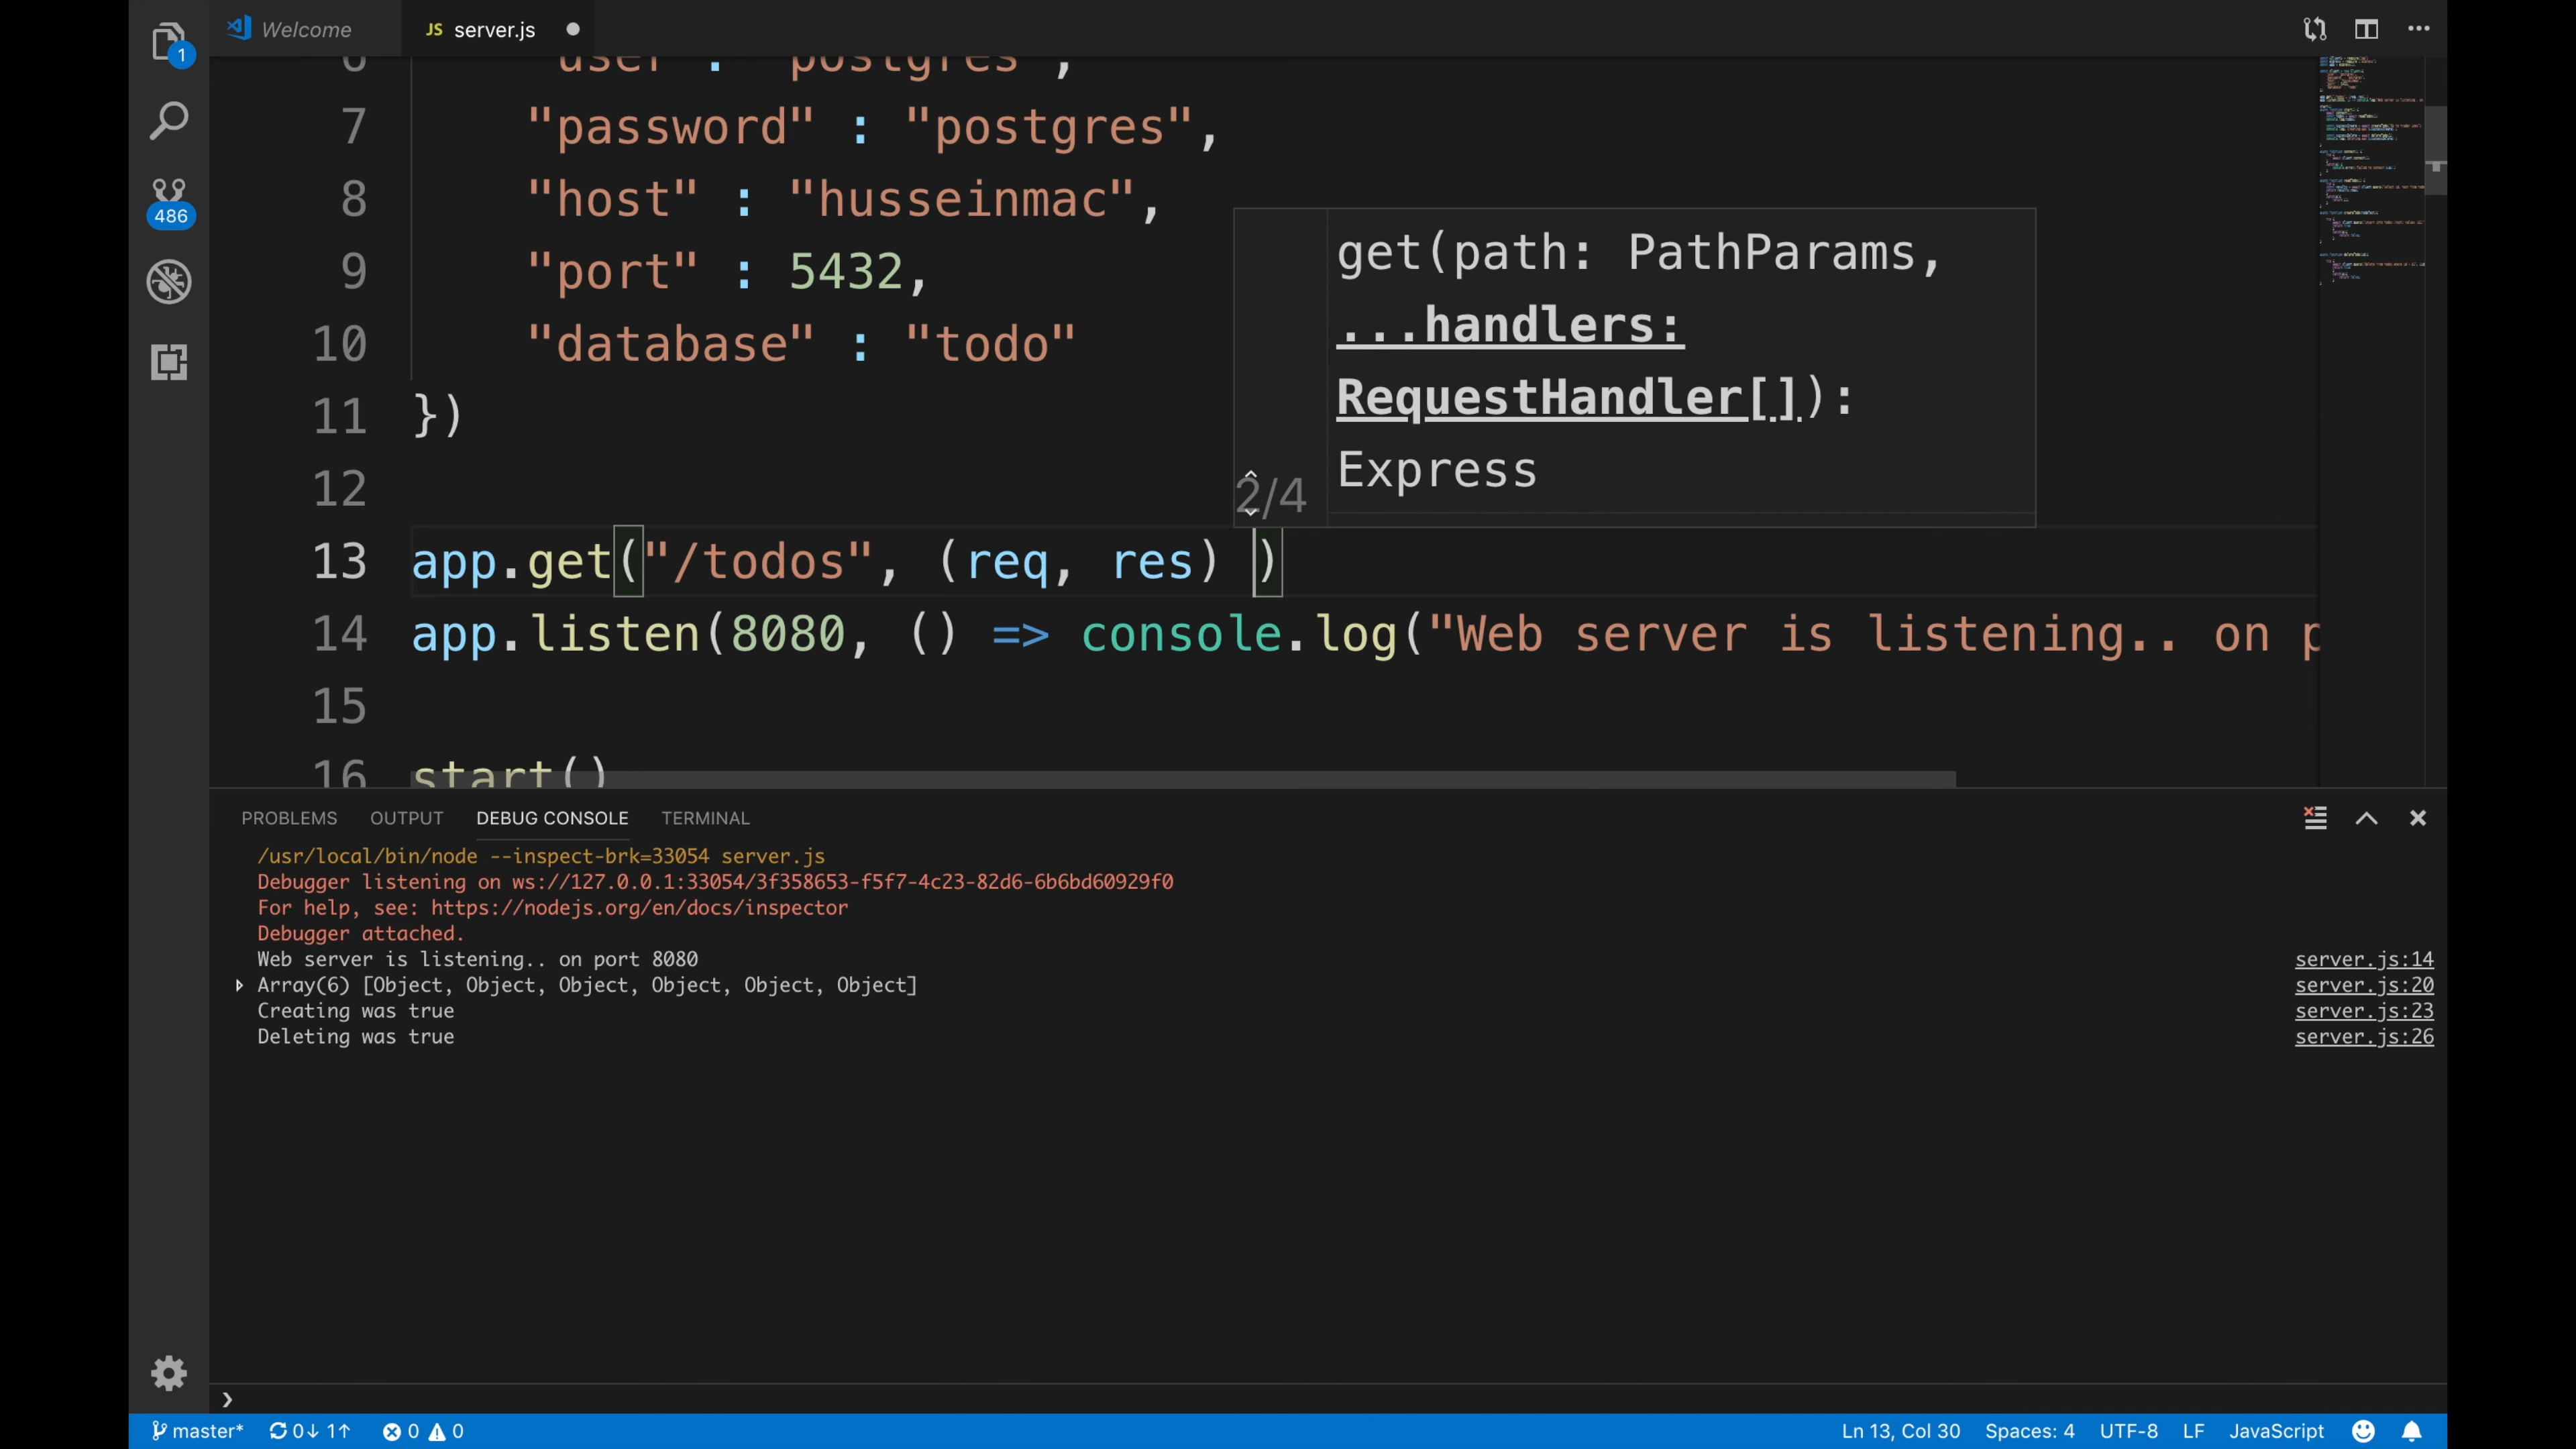 1
Welcome
JS server.js
6 "user" : "postgres",
7 "password" : "postgres",
8 "host" : "husseinmac",
486
9 "port" : 5432,
10 "database" : "todo"
11 })
12
get(path: PathParams,
...handlers:
RequestHandler[]):
Express
2/4
13 app.get("/todos", (req, res) )
14 app.listen(8080, () => console.log("Web server is listening.. on p
15
16 start()
PROBLEMS OUTPUT DEBUG CONSOLE TERMINAL
/usr/local/bin/node --inspect-brk=33054 server.js
Debugger listening on ws://127.0.0.1:33054/3f358653-f5f7-4c23-82d6-6b6bd60929f0
For help, see: https://nodejs.org/en/docs/inspector
Debugger attached.
Web server is listening.. on port 8080 server.js:14
Array(6) [Object, Object, Object, Object, Object, Object] server.js:20
Creating was true server.js:23
Deleting was true server.js:26
master* 0↓ 1↑ 0 0 Ln 13, Col 30 Spaces: 4 UTF-8 LF JavaScript